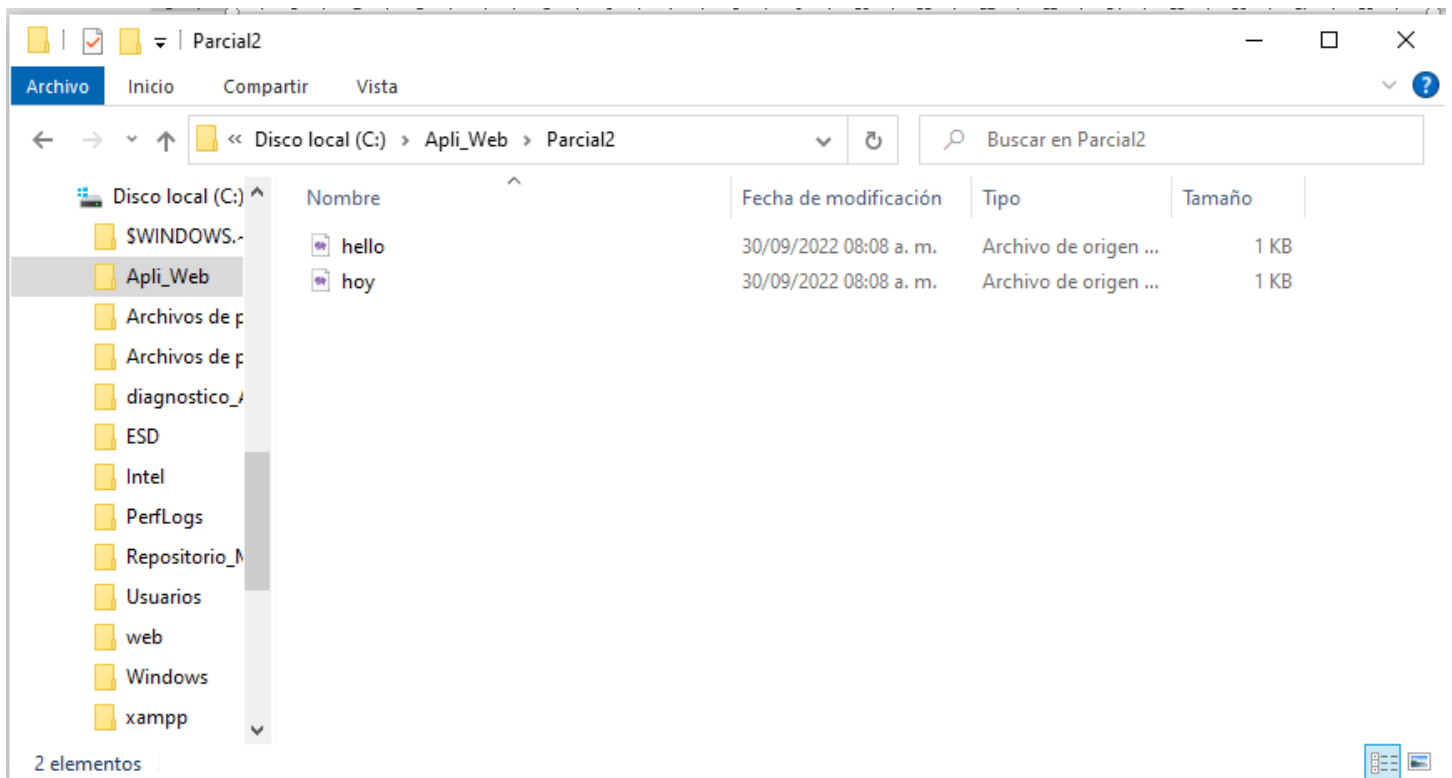 Parcial2
Archivo Inicio Compartir Vista
« Disco local (C:) › Apli_Web › Parcial2 Buscar en Parcial2
Disco local (C:)
$WINDOWS.~
Apli_Web
Archivos de p
Archivos de p
diagnostico_A
ESD
Intel
PerfLogs
Repositorio_M
Usuarios
web
Windows
xampp
Nombre Fecha de modificación Tipo Tamaño
hello 30/09/2022 08:08 a. m. Archivo de origen ... 1 KB
hoy 30/09/2022 08:08 a. m. Archivo de origen ... 1 KB
2 elementos